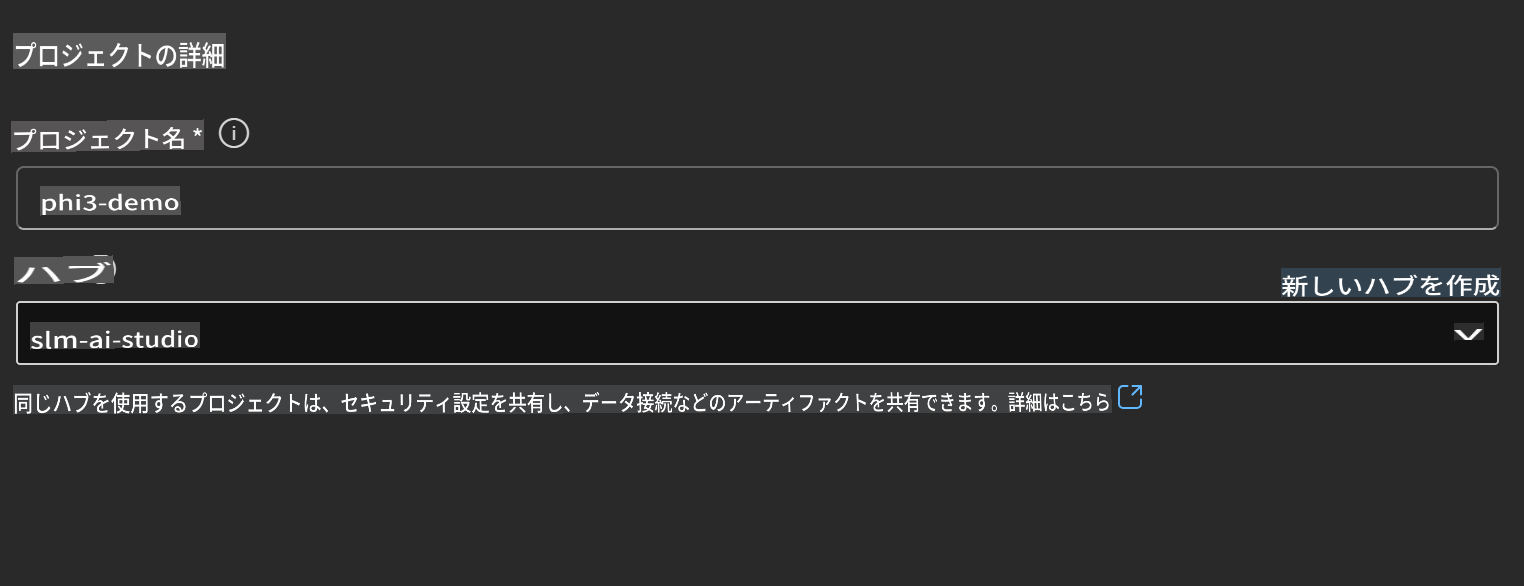 プロジェクトの詳細
プロジェクト名 *
phi3-demo
ハブ
新しいハブを作成
slm-ai-studio
同じハブを使用するプロジェクトは、セキュリティ設定を共有し、データ接続などのアーティファクトを共有できます。詳細はこちら